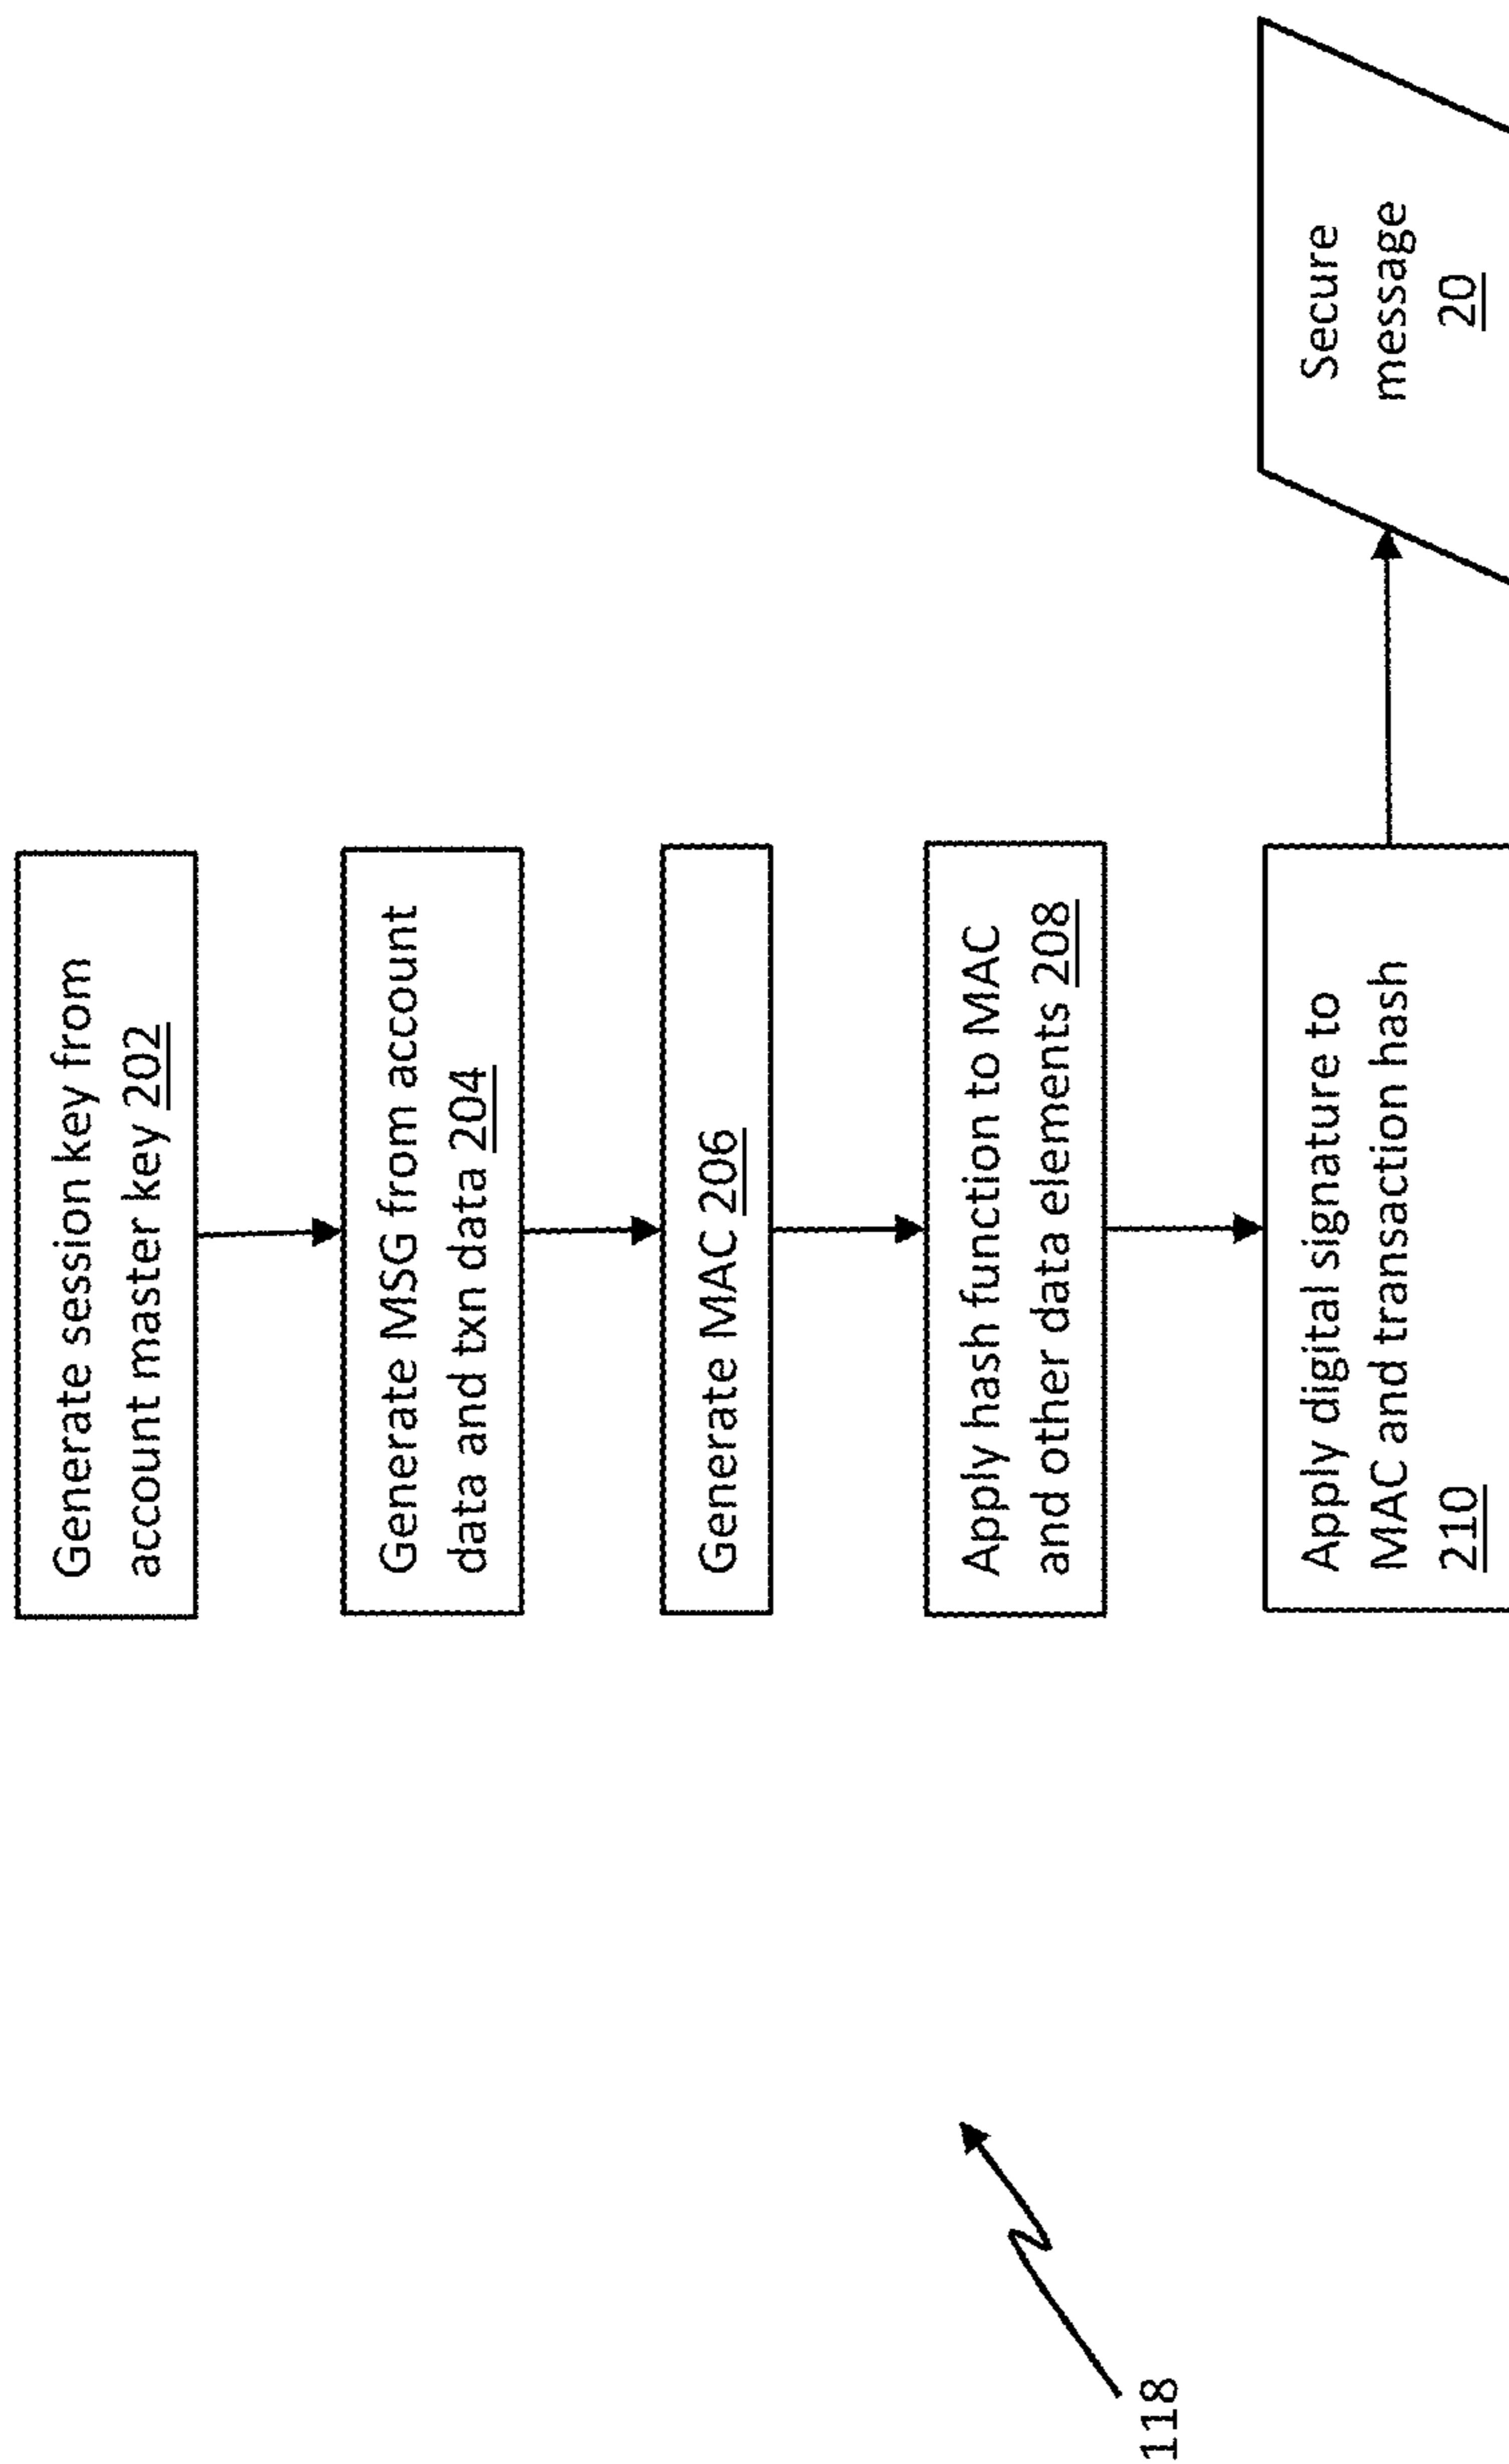 Generate session key from
account master key 202
Generate MSG from account
data and txn data 204
Generate MAC 206
Apply hash function to MAC
and other data elements 208
Apply digital signature to
MAC and transaction hash
210
Secure
message
20
118